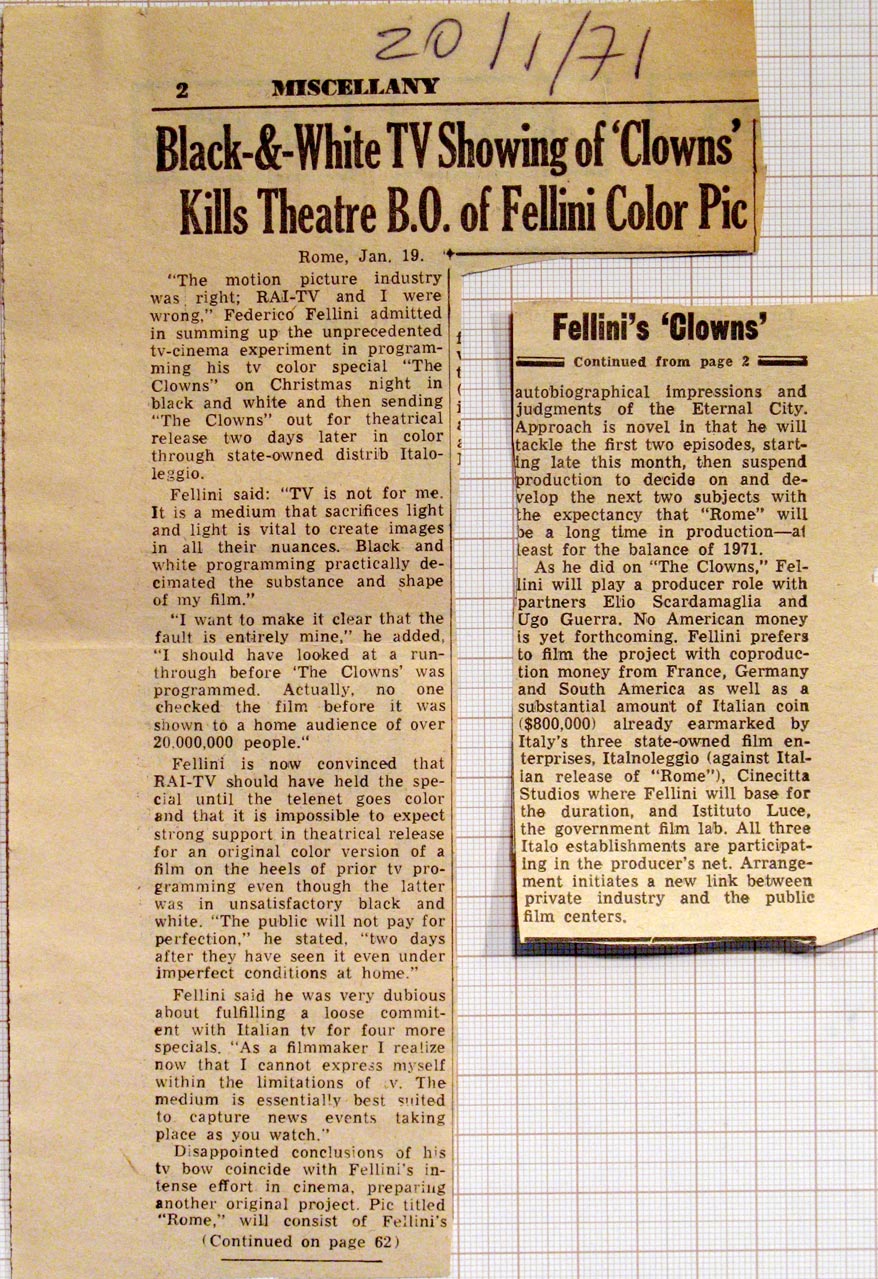 20/1/71
2 MISCELLANY
Black-&-White TV Showing of 'Clowns'
Kills Theatre B.O. of Fellini Color Pic
Rome, Jan. 19.
"The motion picture industry
was right; RAI-TV and I were
wrong," Federico Fellini admitted
in summing up the unprecedented
tv-cinema experiment in program-
ming his tv color special "The
Clowns" on Christmas night in
black and white and then sending
"The Clowns" out for theatrical
release two days later in color
through state-owned distrib Italo-
leggio.
Fellini said: "TV is not for me.
It is a medium that sacrifices light
and light is vital to create images
in all their nuances. Black and
white programming practically de-
cimated the substance and shape
of my film."
"I want to make it clear that the
fault is entirely mine," he added,
"I should have looked at a run-
through before 'The Clowns' was
programmed. Actually, no one
checked the film before it was
shown to a home audience of over
20,000,000 people."
Fellini is now convinced that
RAI-TV should have held the spe-
cial until the telenet goes color
and that it is impossible to expect
strong support in theatrical release
for an original color version of a
film on the heels of prior tv pro-
gramming even though the latter
was in unsatisfactory black and
white. "The public will not pay for
perfection," he stated, "two days
after they have seen it even under
imperfect conditions at home."
Fellini said he was very dubious
about fulfilling a loose commit-
ent with Italian tv for four more
specials. "As a filmmaker I realize
now that I cannot express myself
within the limitations of .v. The
medium is essentially best suited
to capture news events taking
place as you watch."
Disappointed conclusions of his
tv bow coincide with Fellini's in-
tense effort in cinema, preparing
another original project. Pic titled
"Rome," will consist of Fellini's
(Continued on page 62)
Fellini's 'Clowns'
Continued from page 2
autobiographical impressions and
judgments of the Eternal City.
Approach is novel in that he will
tackle the first two episodes, start-
ing late this month, then suspend
production to decide on and de-
velop the next two subjects with
the expectancy that "Rome" will
be a long time in production—at
least for the balance of 1971.
As he did on "The Clowns," Fel-
lini will play a producer role with
partners Elio Scardamaglia and
Ugo Guerra. No American money
is yet forthcoming. Fellini prefers
to film the project with coproduc-
tion money from France, Germany
and South America as well as a
substantial amount of Italian coin
($800,000) already earmarked by
Italy's three state-owned film en-
terprises, Italnoleggio (against Ital-
ian release of "Rome"), Cinecitta
Studios where Fellini will base for
the duration, and Istituto Luce,
the government film lab. All three
Italo establishments are participat-
ing in the producer's net. Arrange-
ment initiates a new link between
private industry and the public
film centers.